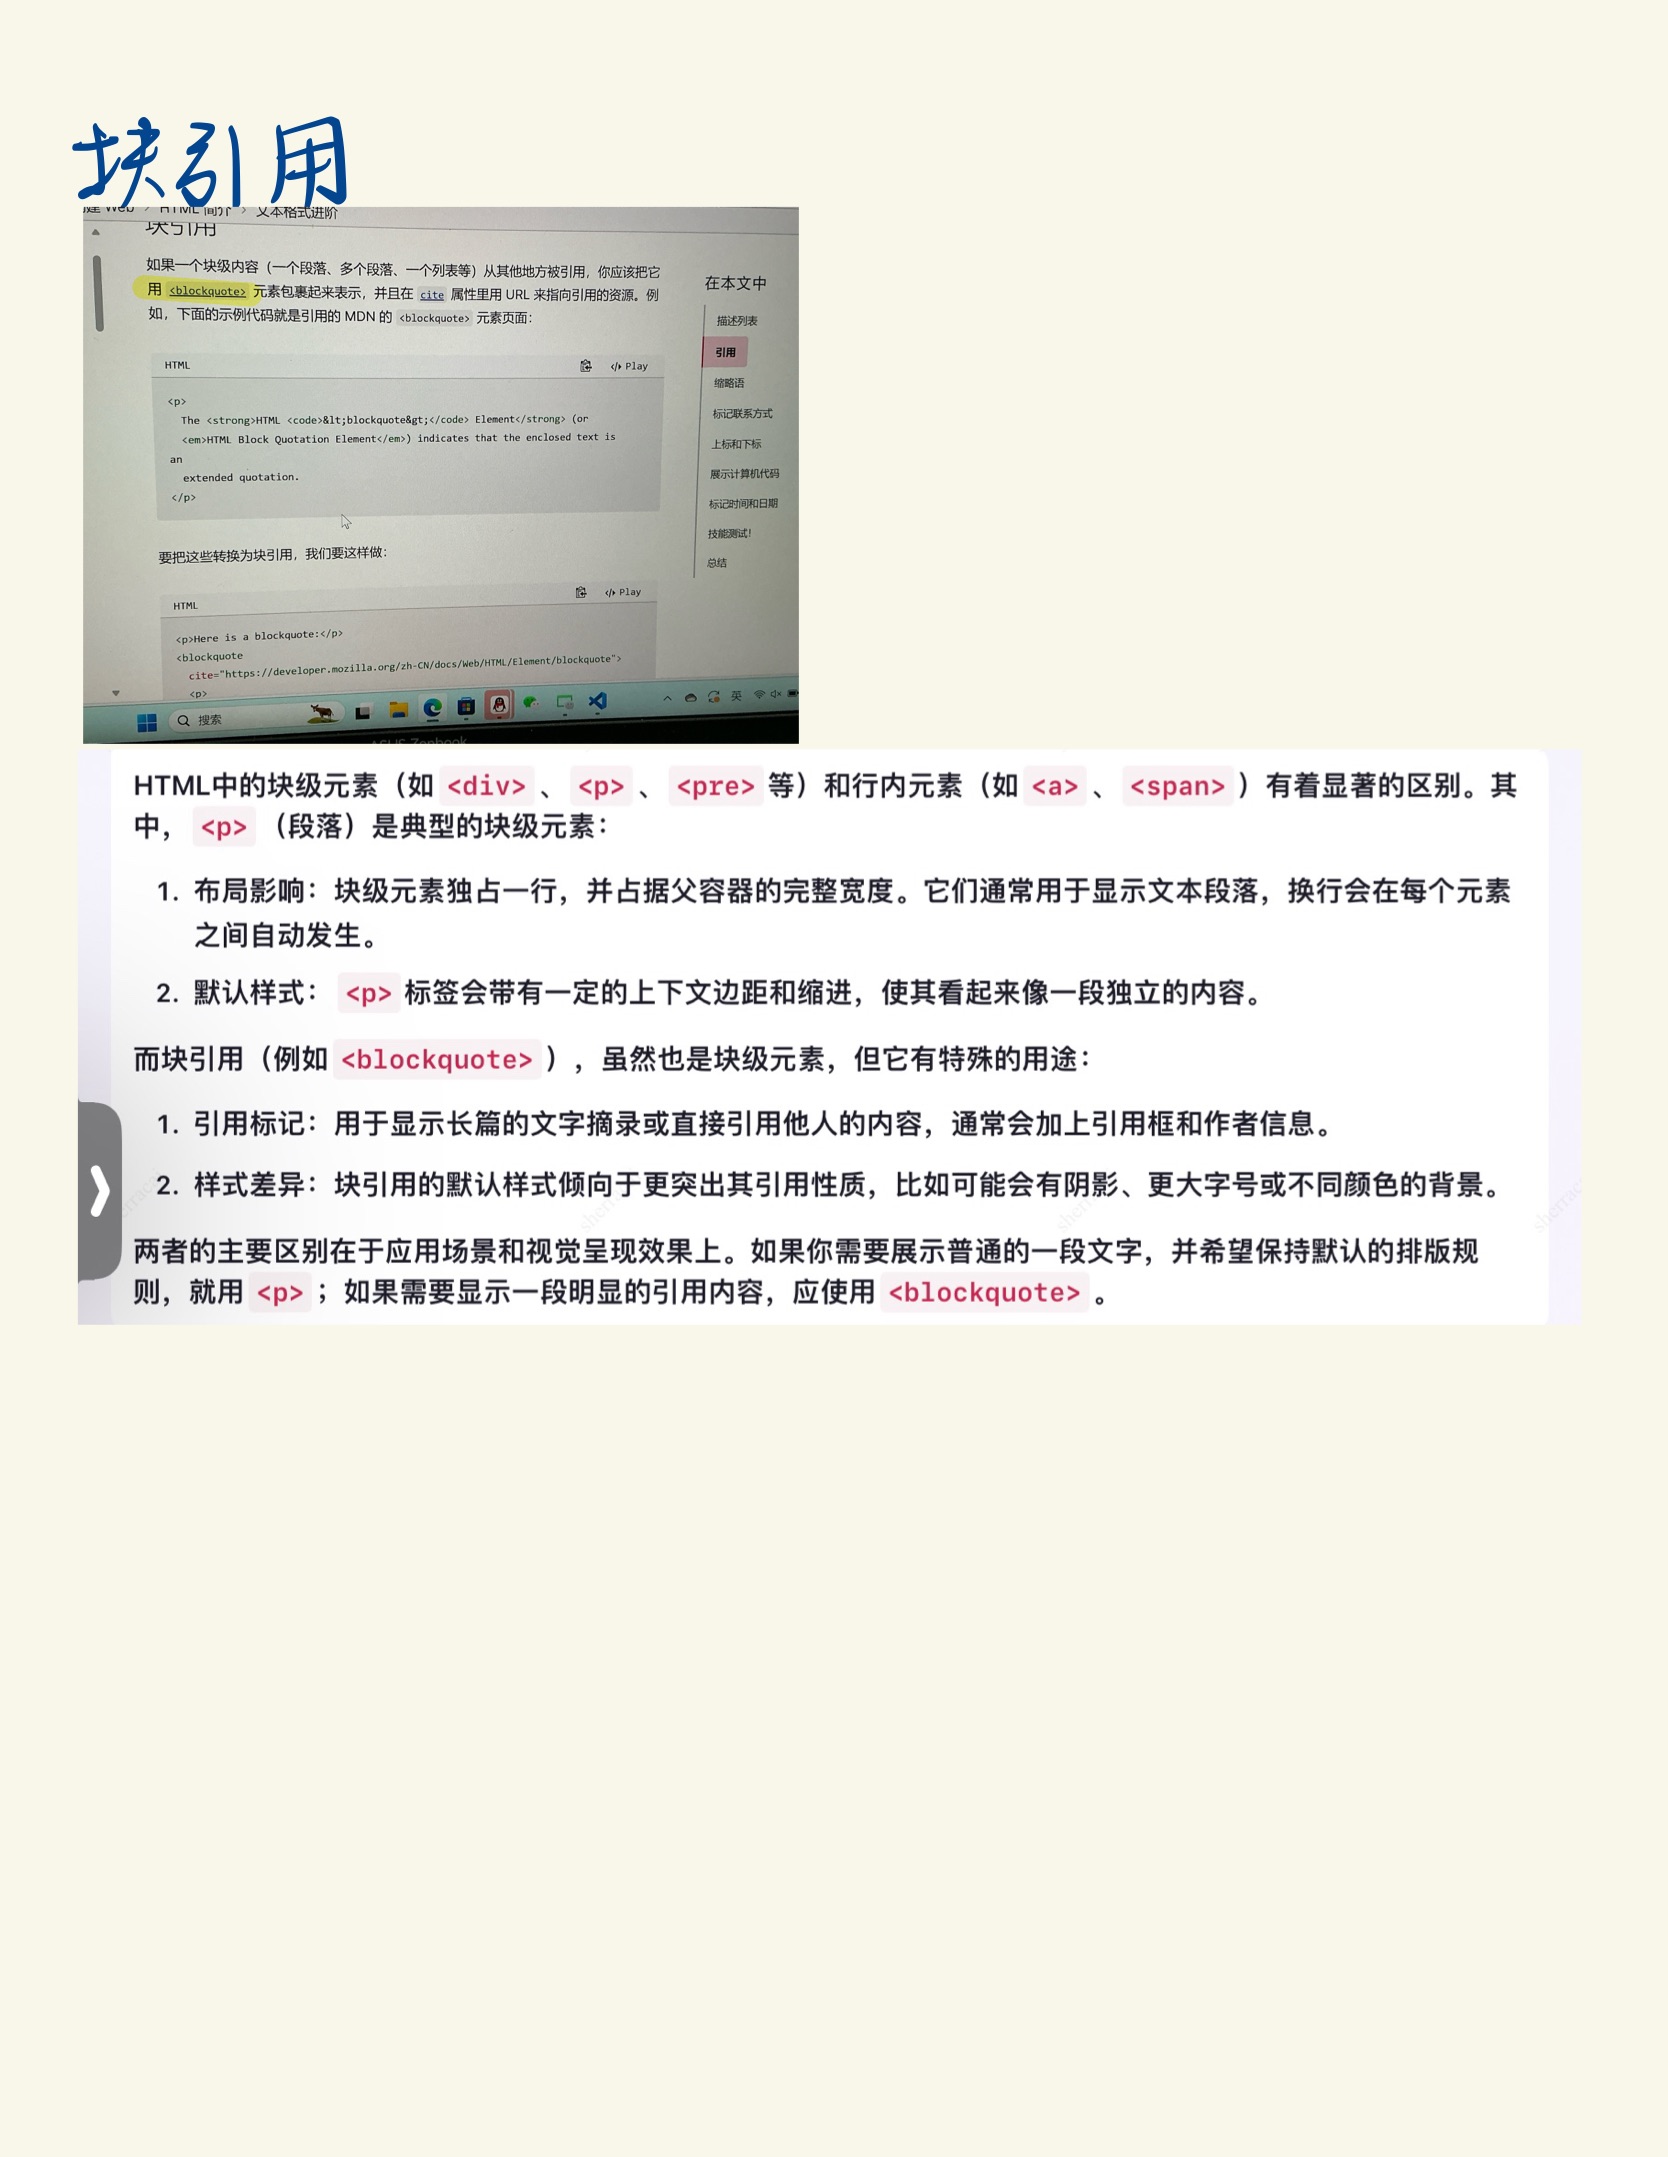 块引用
HTML 简介 > 文本格式进阶
块引用
如果一个块级内容（一个段落、多个段落、一个列表等）从其他地方被引用，你应该把它
用 <blockquote> 元素包裹起来表示，并且在 cite 属性里用 URL 来指向引用的资源。例
如，下面的示例代码就是引用的 MDN 的 <blockquote> 元素页面：
HTML
Play
<p>
The <strong>HTML <code>&lt;blockquote&gt;</code> Element</strong> (or
<em>HTML Block Quotation Element</em>) indicates that the enclosed text is
an
extended quotation.
</p>
要把这些转换为块引用，我们要这样做：
HTML
Play
<p>Here is a blockquote:</p>
<blockquote
cite="https://developer.mozilla.org/zh-CN/docs/Web/HTML/Element/blockquote">
<p>
在本文中
描述列表
引用
缩略语
标记联系方式
上标和下标
展示计算机代码
标记时间和日期
技能测试！
总结
搜索
英
ASUS Zenbook
HTML中的块级元素（如 <div> 、 <p> 、 <pre> 等）和行内元素（如 <a> 、 <span> ）有着显著的区别。其
中， <p> （段落）是典型的块级元素：
1. 布局影响：块级元素独占一行，并占据父容器的完整宽度。它们通常用于显示文本段落，换行会在每个元素
之间自动发生。
2. 默认样式： <p> 标签会带有一定的上下文边距和缩进，使其看起来像一段独立的内容。
而块引用（例如 <blockquote> ），虽然也是块级元素，但它有特殊的用途：
1. 引用标记：用于显示长篇的文字摘录或直接引用他人的内容，通常会加上引用框和作者信息。
2. 样式差异：块引用的默认样式倾向于更突出其引用性质，比如可能会有阴影、更大字号或不同颜色的背景。
两者的主要区别在于应用场景和视觉呈现效果上。如果你需要展示普通的一段文字，并希望保持默认的排版规
则，就用 <p> ；如果需要显示一段明显的引用内容，应使用 <blockquote> 。